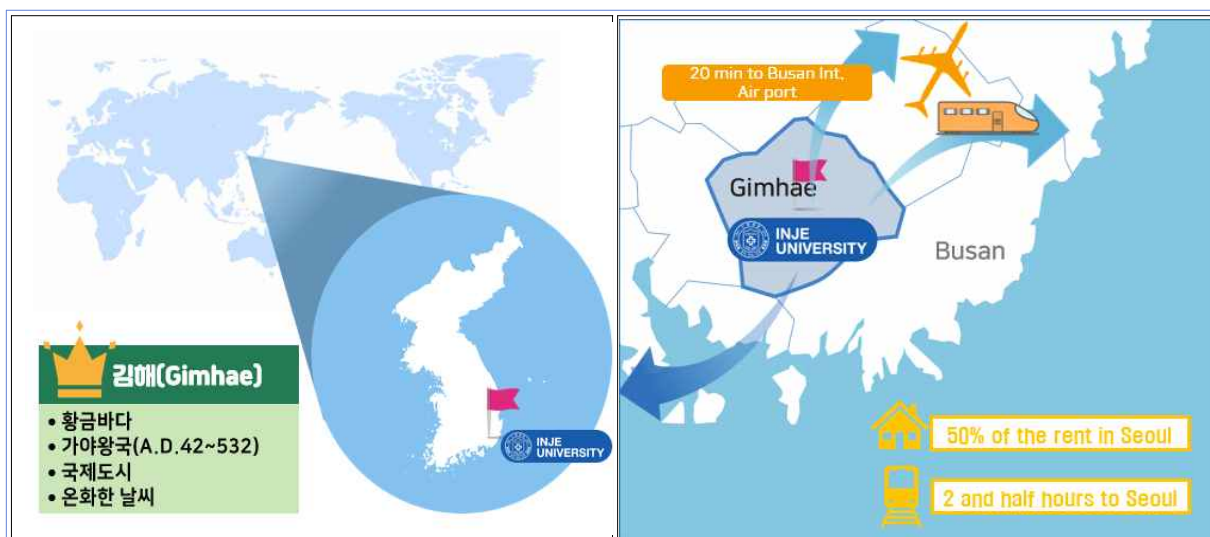 김해(Gimhae)
• 황금바다
• 가야왕국(A.D.42~532)
• 국제도시
• 온화한 날씨
INJE
UNIVERSITY
20 min to Busan Int,
Air port
Gimhae
INJE
UNIVERSITY
Busan
50% of the rent in Seoul
2 and half hours to Seoul